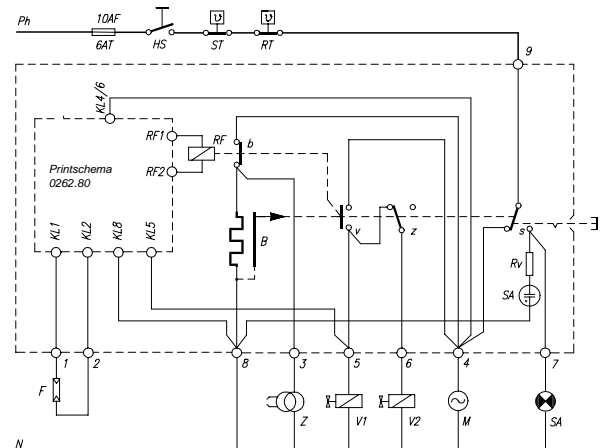 Ph
10AF
6AT
HS
ST
RT
9
KL4/6
RF1
RF
b
Printschema
0262.80
RF2
KL1
KL2
KL8
KL5
B
v
z
s
Rv
SA
1
2
8
3
5
6
4
7
F
Z
V1
V2
M
SA
N